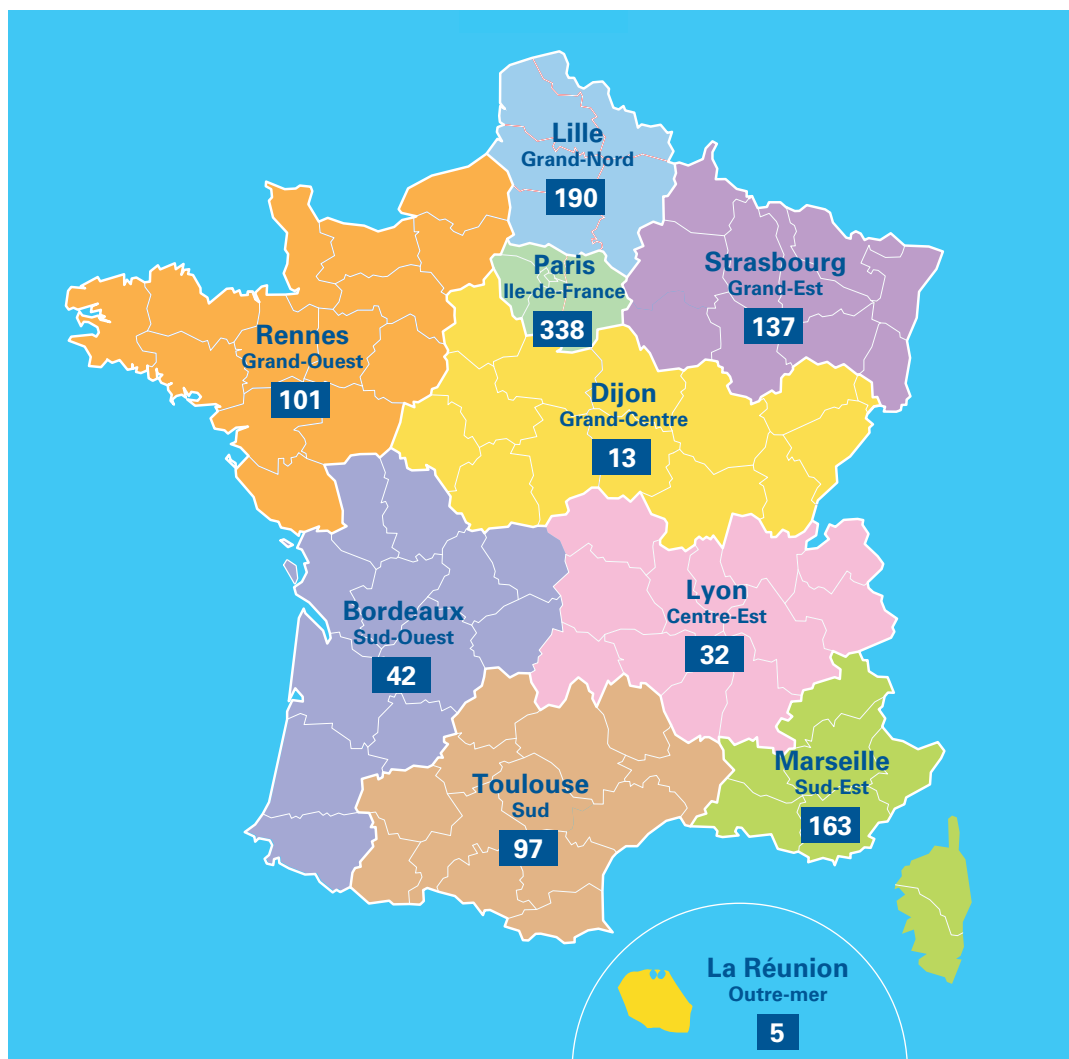 Lille
Grand-Nord
190
Paris
Ile-de-France
338
Strasbourg
Grand-Est
137
Rennes
Grand-Ouest
101
Dijon
Grand-Centre
13
Lyon
Centre-Est
32
Bordeaux
Sud-Ouest
42
Marseille
Sud-Est
163
Toulouse
Sud
97
La Réunion
Outre-mer
5